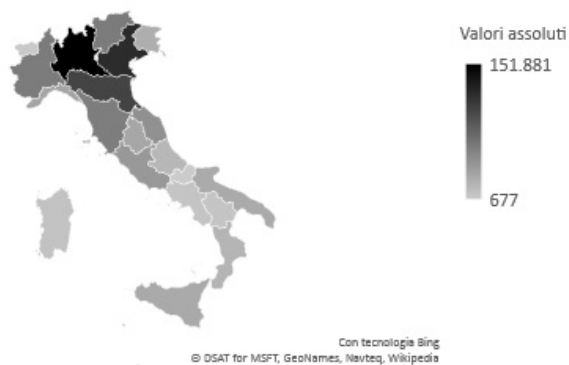 Valori assoluti
151.881
677
Con tecnologia Bing
© DSAT for MSFT, GeoNames, Navteq, Wikipedia